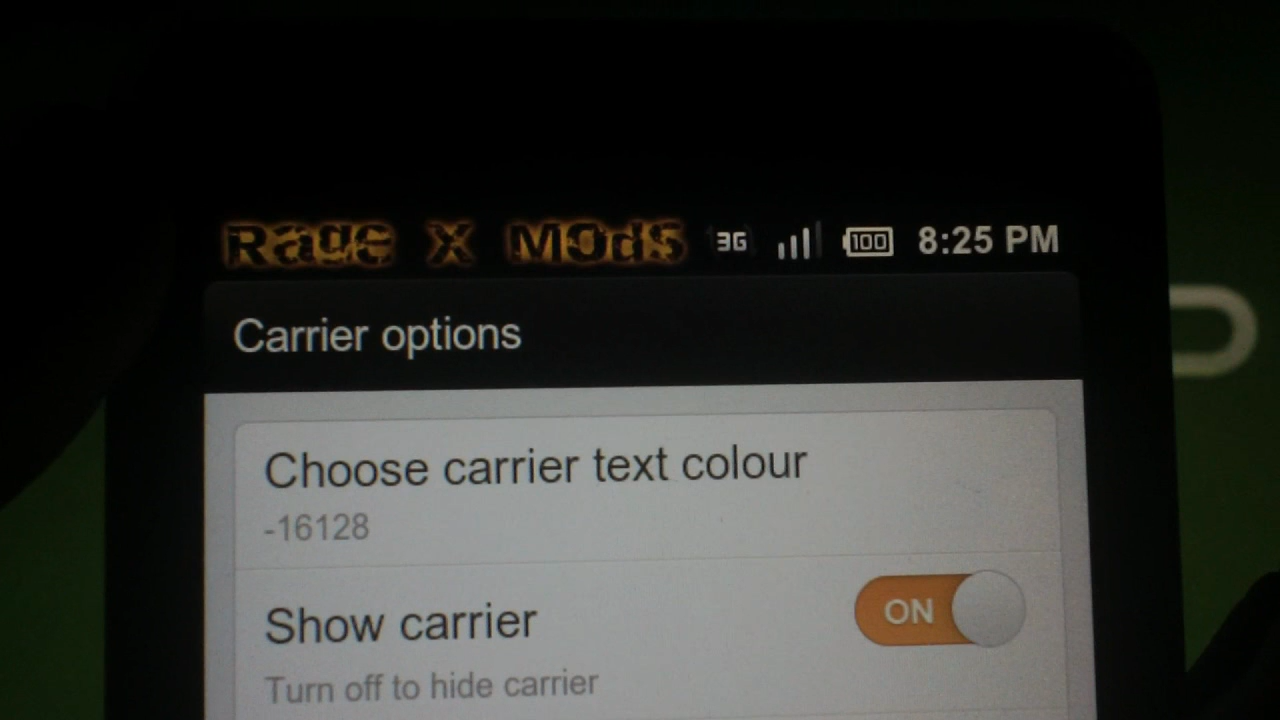 Rage X M0ds 3G 100 8:25 PM
Carrier options
Choose carrier text colour
-16128
Show carrier
ON
Turn off to hide carrier